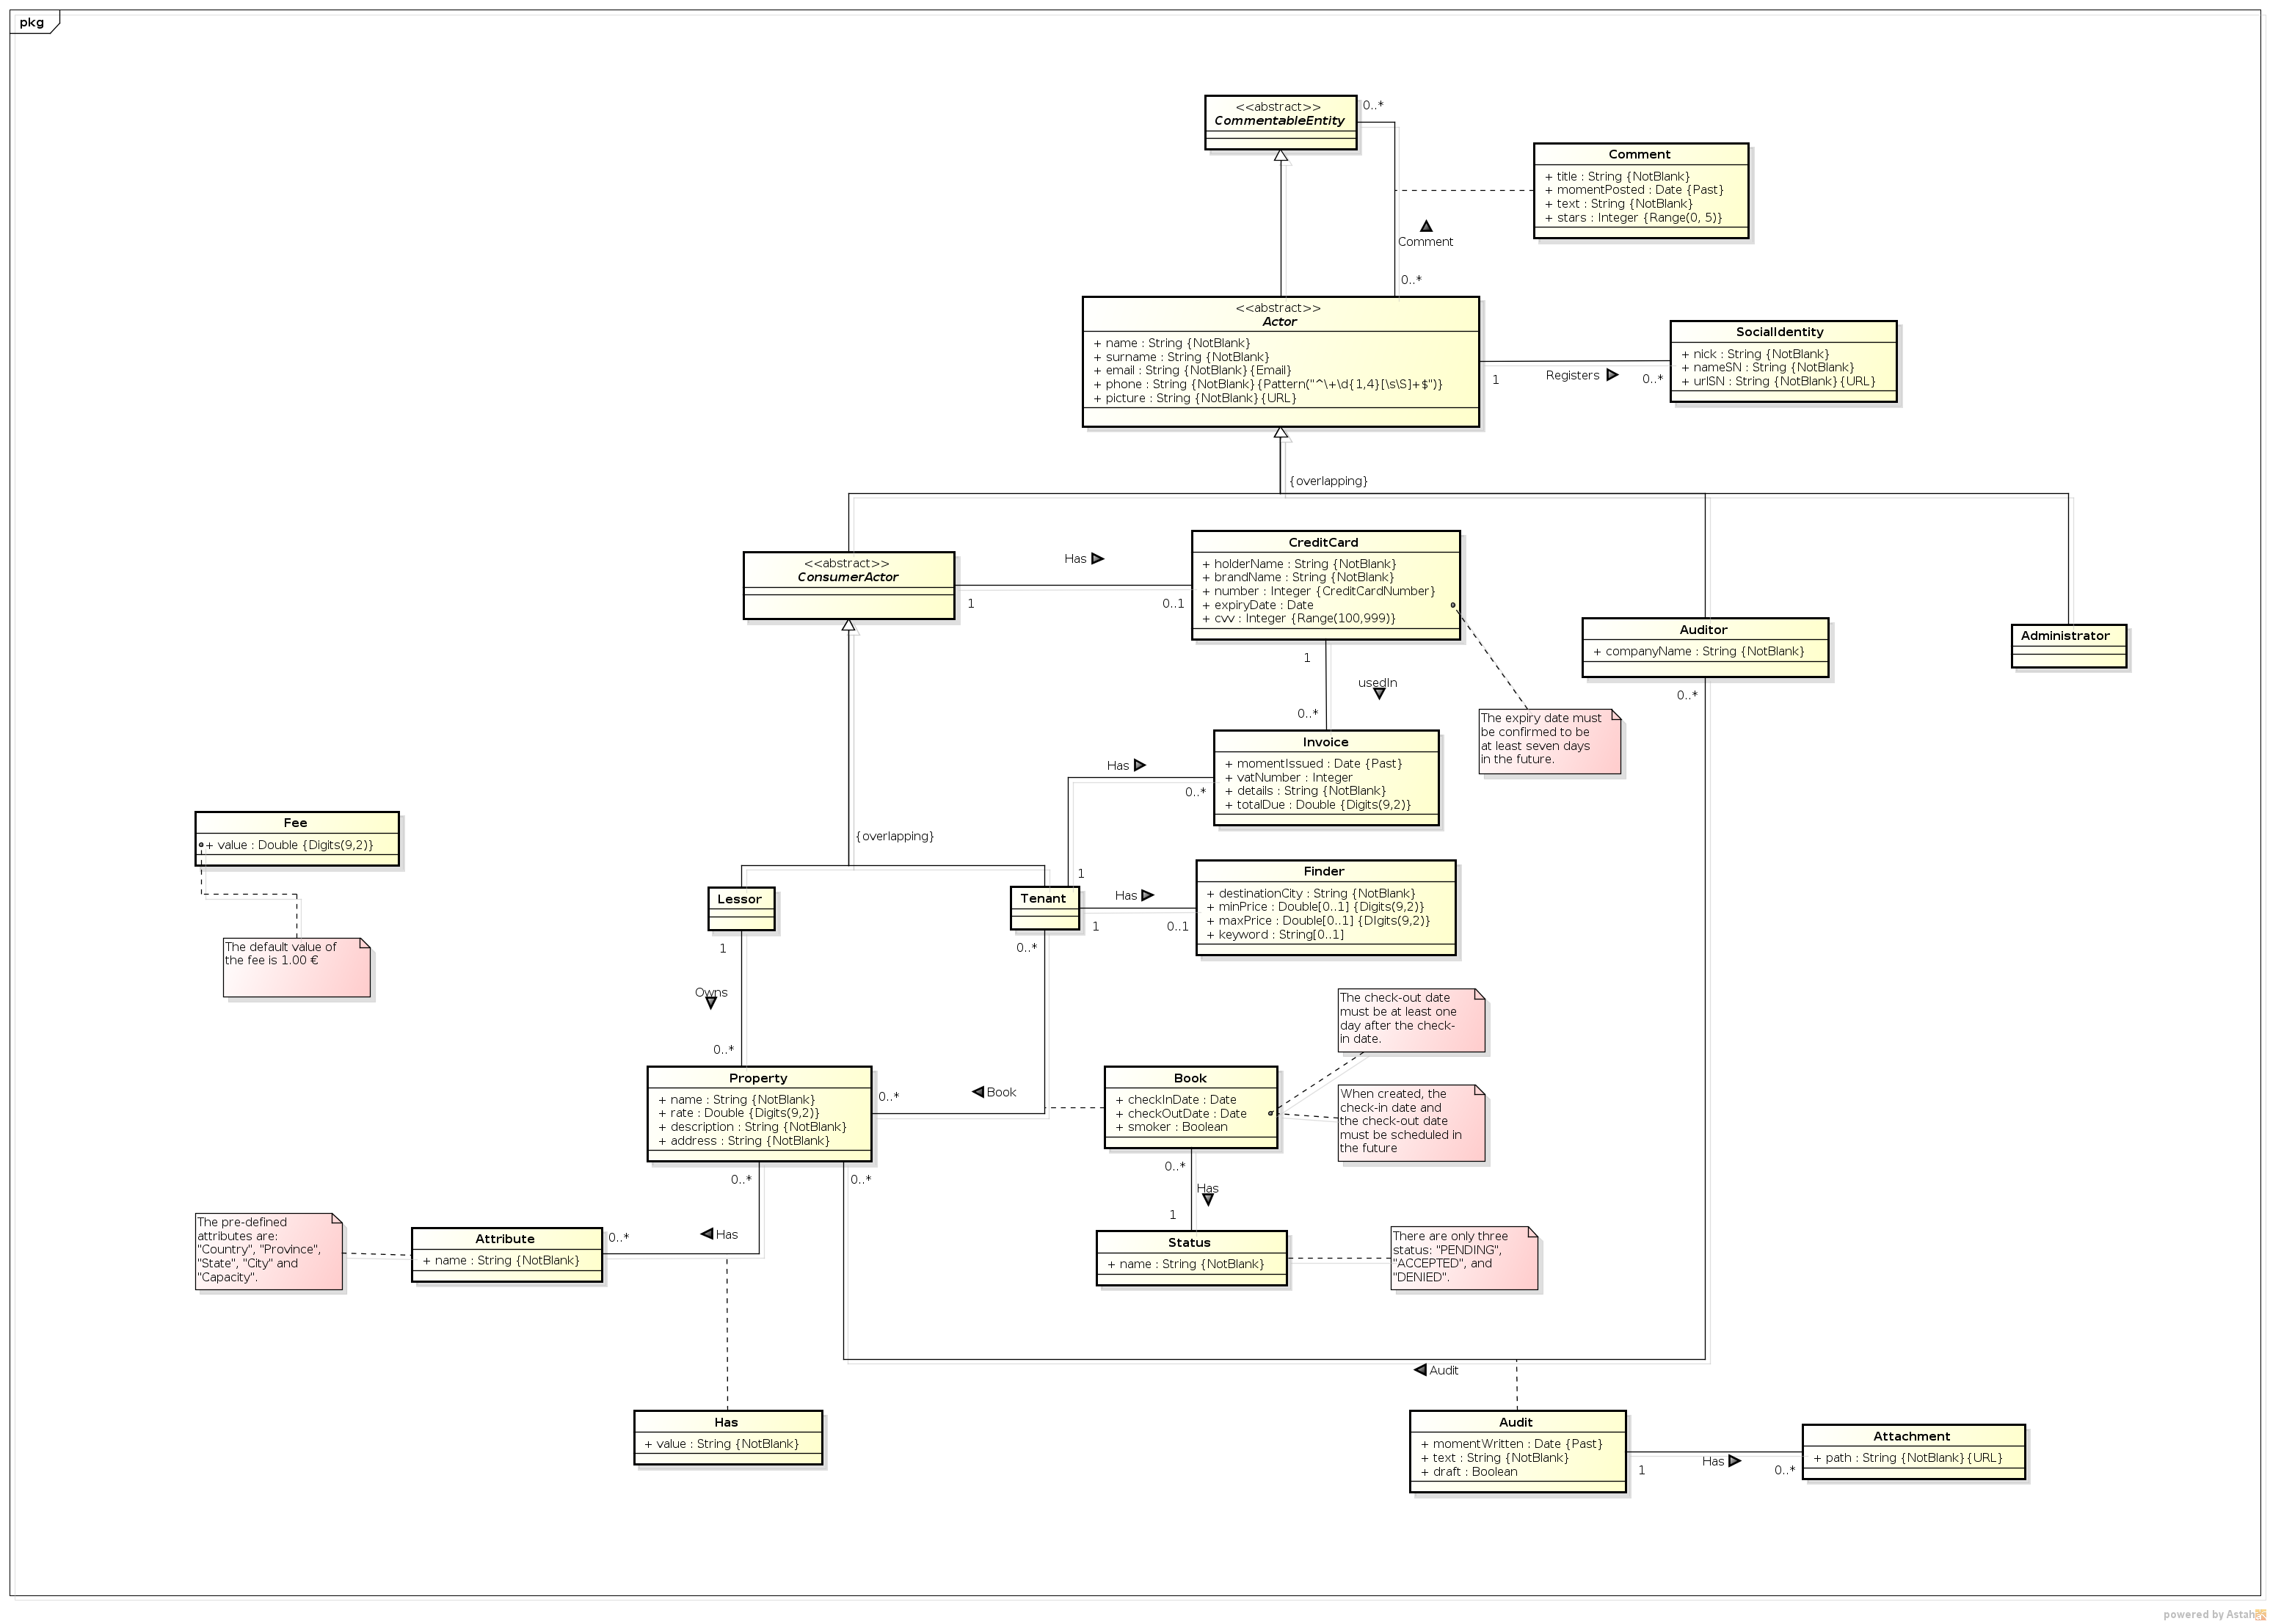 pkg
<<abstract>>
CommentableEntity
0..*
Comment
+ title : String {NotBlank}
+ momentPosted : Date {Past}
+ text : String {NotBlank}
+ stars : Integer {Range(0, 5)}
Comment
0..*
<<abstract>>
Actor
+ name : String {NotBlank}
+ surname : String {NotBlank}
+ email : String {NotBlank}{Email}
+ phone : String {NotBlank}{Pattern("^\+\d{1,4}[\s\S]+$")}
+ picture : String {NotBlank}{URL}
1
Registers
0..*
SocialIdentity
+ nick : String {NotBlank}
+ nameSN : String {NotBlank}
+ urlSN : String {NotBlank}{URL}
{overlapping}
<<abstract>>
ConsumerActor
Has
1
0..1
CreditCard
+ holderName : String {NotBlank}
+ brandName : String {NotBlank}
+ number : Integer {CreditCardNumber}
+ expiryDate : Date
+ cvv : Integer {Range(100,999)}
Auditor
+ companyName : String {NotBlank}
Administrator
1
usedIn
0..*
0..*
The expiry date must
be confirmed to be
at least seven days
in the future.
Invoice
+ momentIssued : Date {Past}
+ vatNumber : Integer
+ details : String {NotBlank}
+ totalDue : Double {Digits(9,2)}
Has
0..*
1
{overlapping}
Fee
+ value : Double {Digits(9,2)}
The default value of
the fee is 1.00 €
Lessor
Tenant
Has
1
0..1
Finder
+ destinationCity : String {NotBlank}
+ minPrice : Double[0..1] {Digits(9,2)}
+ maxPrice : Double[0..1] {DIgits(9,2)}
+ keyword : String[0..1]
1
Owns
0..*
0..*
Property
+ name : String {NotBlank}
+ rate : Double {Digits(9,2)}
+ description : String {NotBlank}
+ address : String {NotBlank}
0..*
Book
Book
+ checkInDate : Date
+ checkOutDate : Date
+ smoker : Boolean
The check-out date
must be at least one
day after the check-
in date.
When created, the
check-in date and
the check-out date
must be scheduled in
the future
0..*
0..*
0..*
Has
1
Status
+ name : String {NotBlank}
There are only three
status: "PENDING",
"ACCEPTED", and
"DENIED".
The pre-defined
attributes are:
"Country", "Province",
"State", "City" and
"Capacity".
Attribute
+ name : String {NotBlank}
0..*
Has
Audit
Has
+ value : String {NotBlank}
Audit
+ momentWritten : Date {Past}
+ text : String {NotBlank}
+ draft : Boolean
1
Has
0..*
Attachment
+ path : String {NotBlank}{URL}
powered by Astah